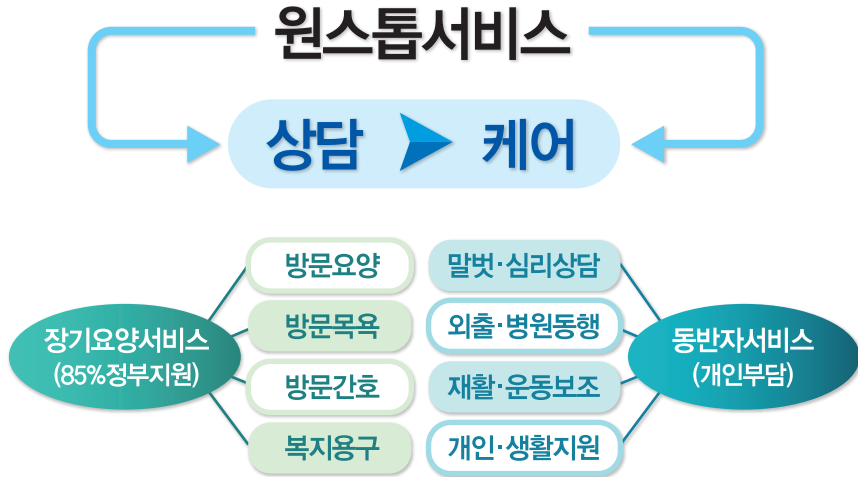 원스톱서비스
상담 케어
방문요양
방문목욕
방문간호
복지용구
장기요양서비스
(85%정부지원)
말벗·심리상담
외출·병원동행
재활·운동보조
개인·생활지원
동반자서비스
(개인부담)